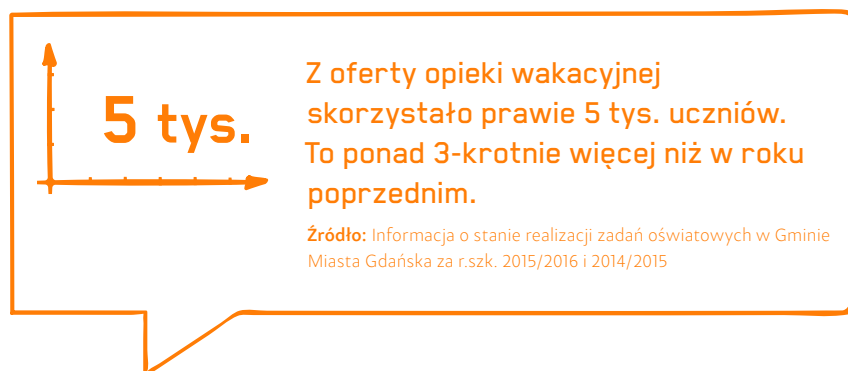 5 tys.
Z oferty opieki wakacyjnej
skorzystało prawie 5 tys. uczniów.
To ponad 3-krotnie więcej niż w roku
poprzednim.
Źródło: Informacja o stanie realizacji zadań oświatowych w Gminie
Miasta Gdańska za r.szk. 2015/2016 i 2014/2015